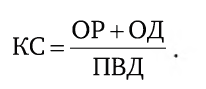 КС = ОР + ОД
ПВД .